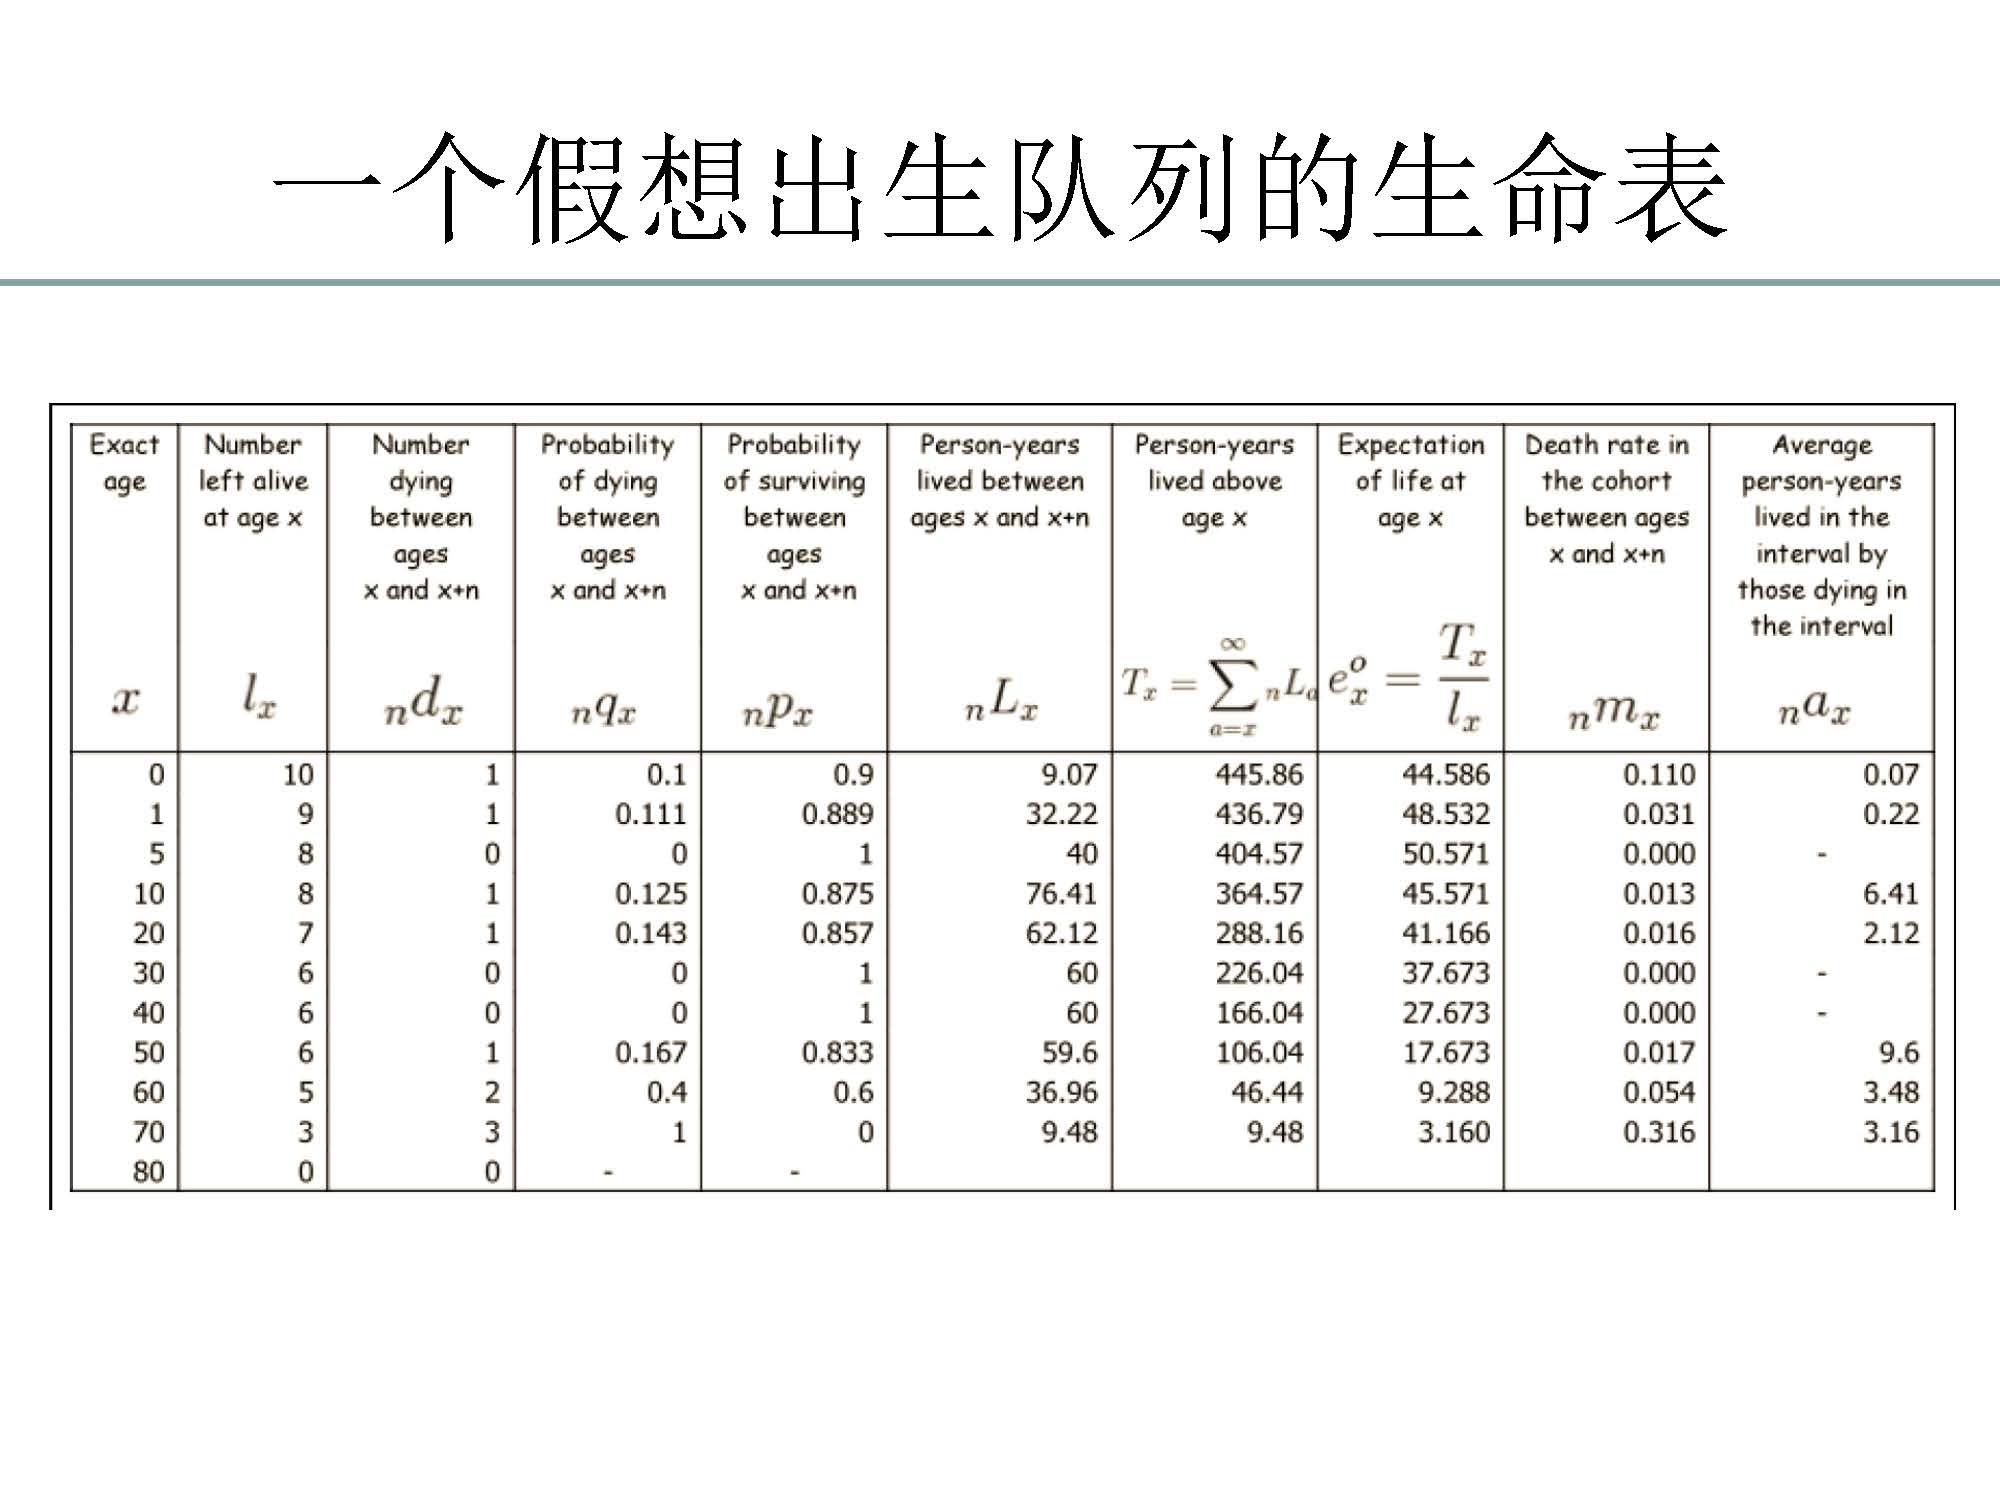 一个假想出生队列的生命表
Exact age x | Number left alive at age x l_x | Number dying between ages x and x+n _nd_x | Probability of dying between ages x and x+n _nq_x | Probability of surviving between ages x and x+n _np_x | Person-years lived between ages x and x+n _nL_x | Person-years lived above age x T_x = ∑_{a=x}^{∞} _nL_a | Expectation of life at age x e^o_x = T_x / l_x | Death rate in the cohort between ages x and x+n _nm_x | Average person-years lived in the interval by those dying in the interval _na_x
0 | 10 | 1 | 0.1 | 0.9 | 9.07 | 445.86 | 44.586 | 0.110 | 0.07
1 | 9 | 1 | 0.111 | 0.889 | 32.22 | 436.79 | 48.532 | 0.031 | 0.22
5 | 8 | 0 | 0 | 1 | 40 | 404.57 | 50.571 | 0.000 | -
10 | 8 | 1 | 0.125 | 0.875 | 76.41 | 364.57 | 45.571 | 0.013 | 6.41
20 | 7 | 1 | 0.143 | 0.857 | 62.12 | 288.16 | 41.166 | 0.016 | 2.12
30 | 6 | 0 | 0 | 1 | 60 | 226.04 | 37.673 | 0.000 | -
40 | 6 | 0 | 0 | 1 | 60 | 166.04 | 27.673 | 0.000 | -
50 | 6 | 1 | 0.167 | 0.833 | 59.6 | 106.04 | 17.673 | 0.017 | 9.6
60 | 5 | 2 | 0.4 | 0.6 | 36.96 | 46.44 | 9.288 | 0.054 | 3.48
70 | 3 | 3 | 1 | 0 | 9.48 | 9.48 | 3.160 | 0.316 | 3.16
80 | 0 | 0 | - | -